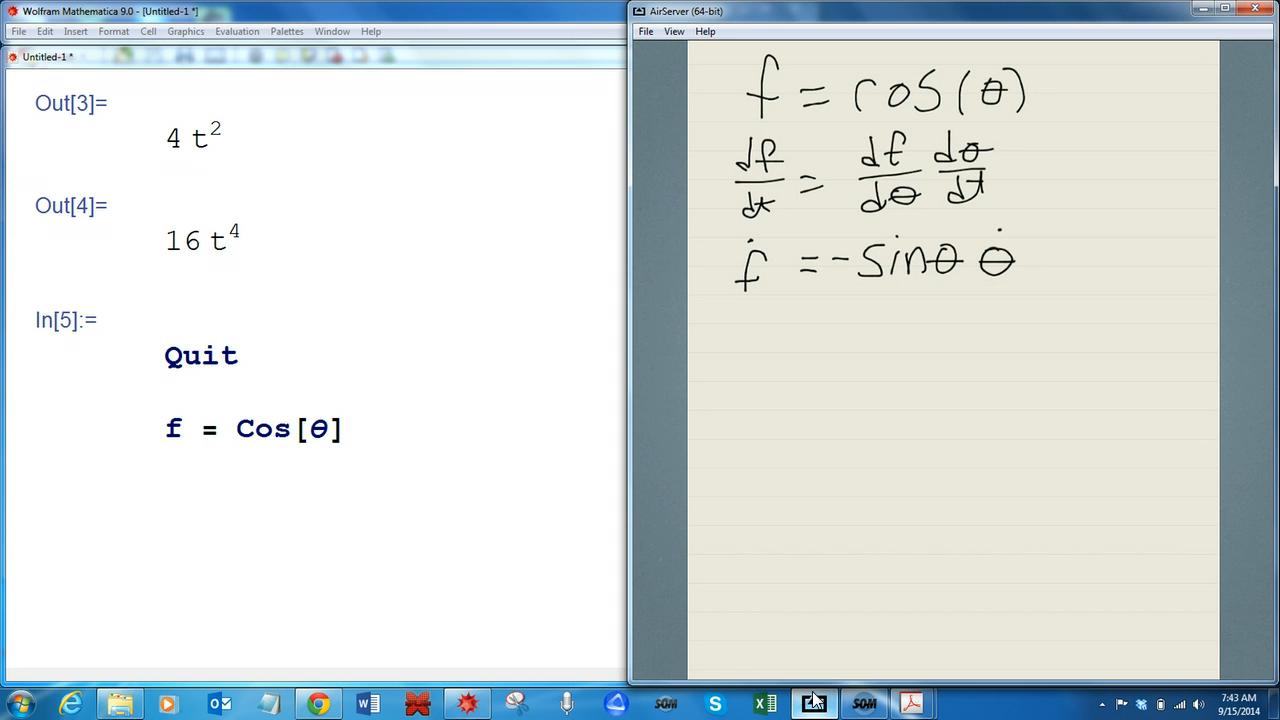 Wolfram Mathematica 9.0 - [Untitled-1 *]
File Edit Insert Format Cell Graphics Evaluation Palettes Window Help
Untitled-1 *
Out[3]=
4 t²
Out[4]=
16 t⁴
In[5]:=
Quit
f = Cos[θ]
AirServer (64-bit)
File View Help
f = cos(θ)
df/dt = df/dθ dθ/dt
ḟ = -sinθ θ̇
SOM
SOM
7:43 AM
9/15/2014